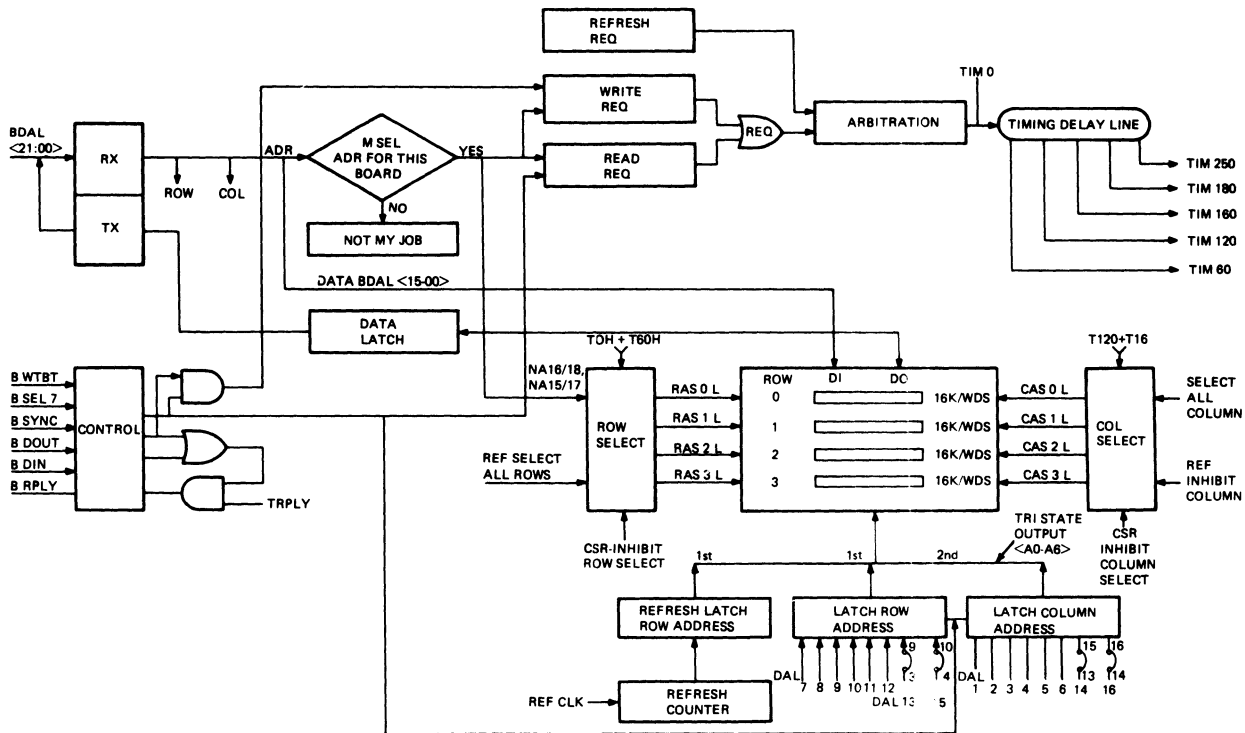 REFRESH
REQ
WRITE
REQ
READ
REQ
REQ
ARBITRATION
TIM 0
TIMING DELAY LINE
TIM 250
TIM 180
TIM 160
TIM 120
TIM 60
BDAL
<21:00>
RX
TX
ROW
COL
ADR
M SEL
ADR FOR THIS
BOARD
YES
NO
NOT MY JOB
DATA BDAL <15-00>
DATA
LATCH
B WTBT
B SEL 7
B SYNC
B DOUT
B DIN
B RPLY
CONTROL
TRPLY
TOH + T60H
NA16/18,
NA15/17
ROW
SELECT
REF SELECT
ALL ROWS
CSR-INHIBIT
ROW SELECT
RAS 0 L
RAS 1 L
RAS 2 L
RAS 3 L
ROW
DI
DO
0
16K/WDS
1
16K/WDS
2
16K/WDS
3
16K/WDS
CAS 0 L
CAS 1 L
CAS 2 L
CAS 3 L
T120+T16
COL
SELECT
SELECT
ALL
COLUMN
REF
INHIBIT
COLUMN
CSR
INHIBIT
COLUMN
SELECT
TRI STATE
OUTPUT
<A0-A6>
1st
1st
2nd
REFRESH LATCH
ROW ADDRESS
LATCH ROW
ADDRESS
LATCH COLUMN
ADDRESS
REF CLK
REFRESH
COUNTER
9
10
DAL
7 8 9 10 11 12
DAL 13
15 16
DAL
1 2 3 4 5 6
13 14
14 16